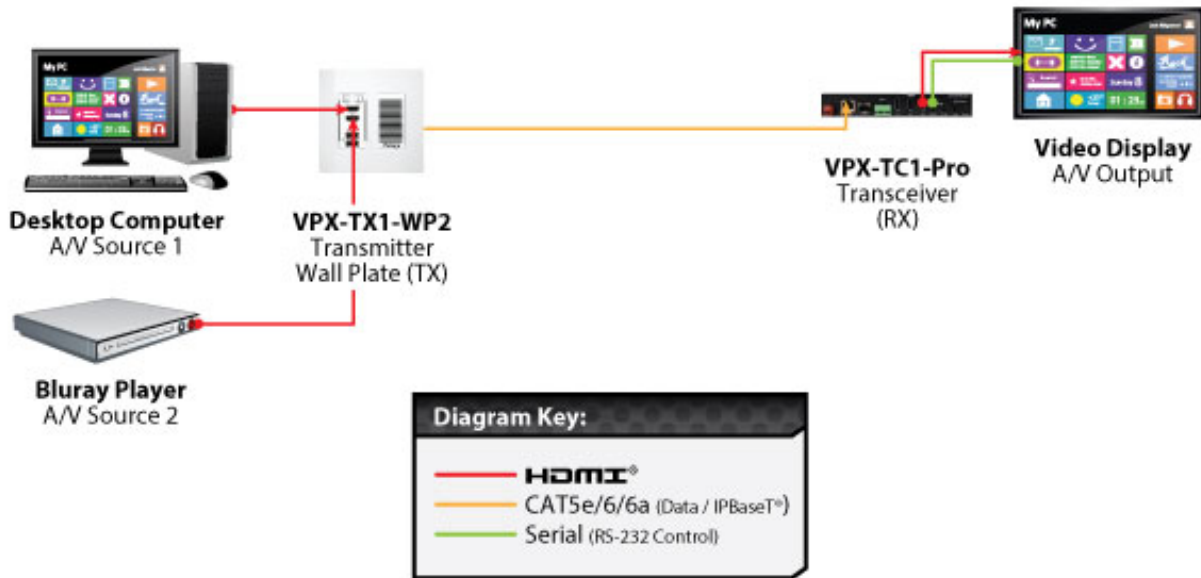 My PC
My PC
01:25
Desktop Computer
A/V Source 1
VPX-TX1-WP2
Transmitter
Wall Plate (TX)
VPX-TC1-Pro
Transceiver
(RX)
Video Display
A/V Output
Bluray Player
A/V Source 2
Diagram Key:
HDMI®
CAT5e/6/6a (Data / IPBaseT®)
Serial (RS-232 Control)